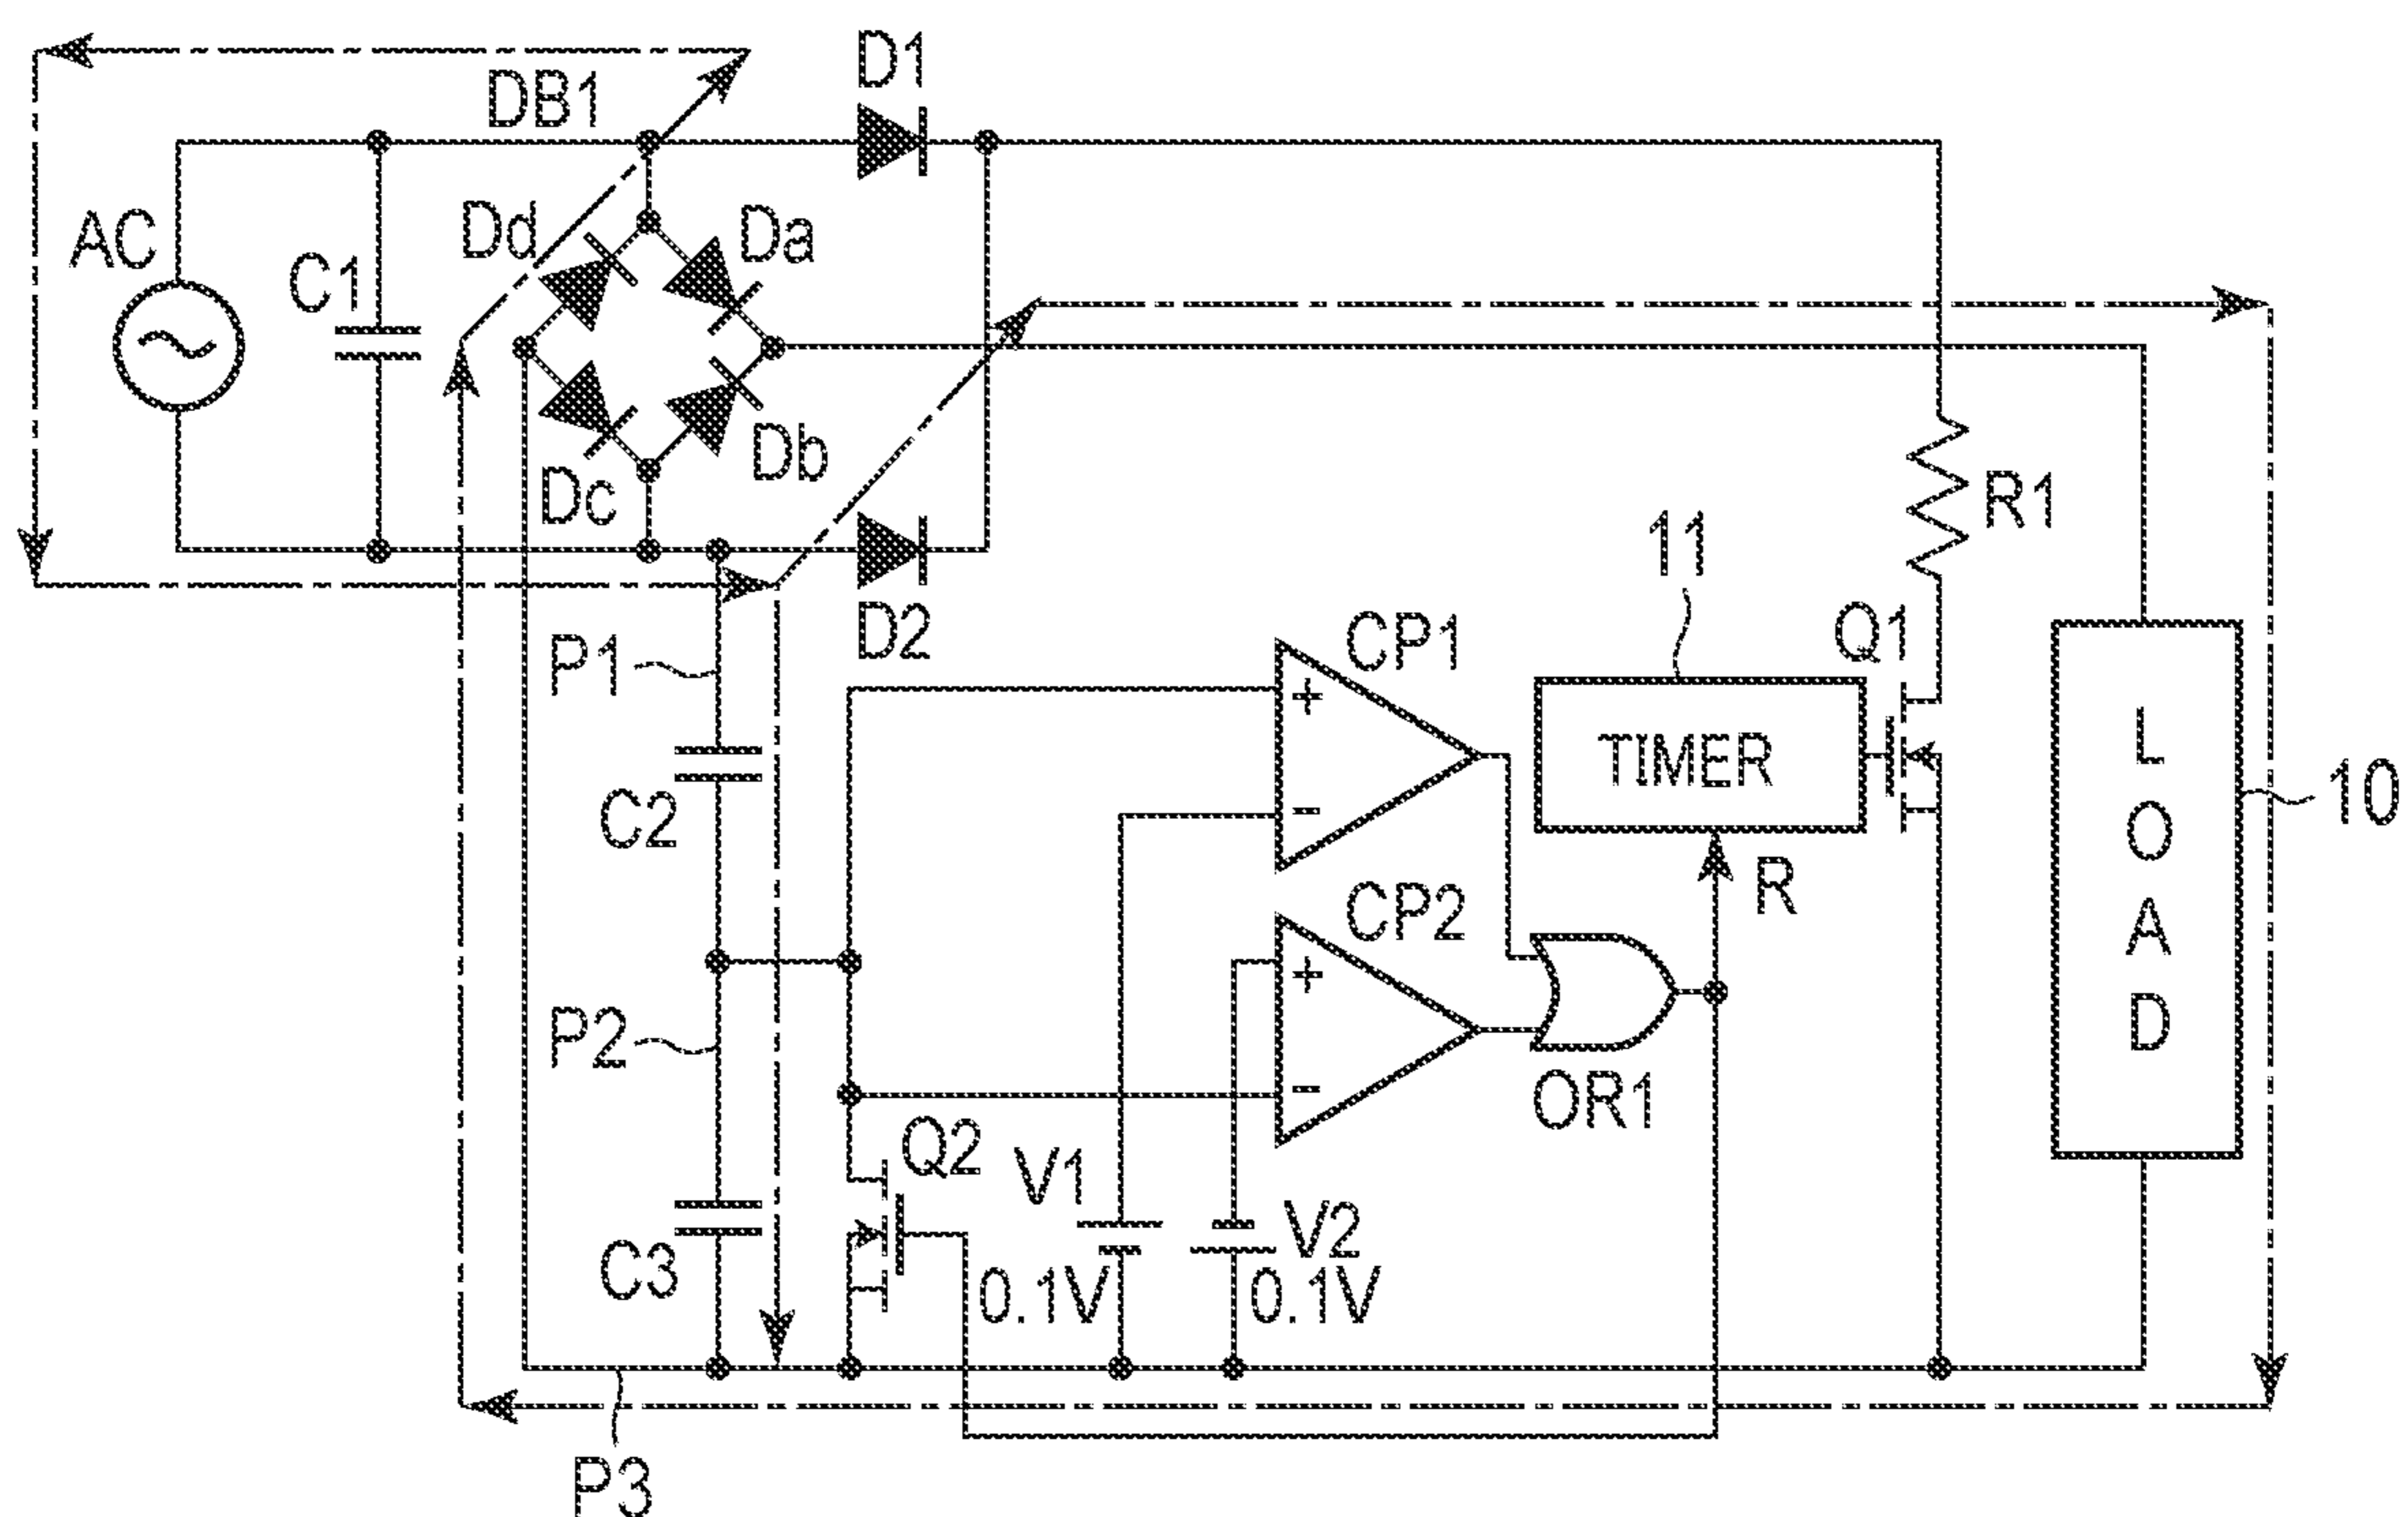 D1
DB1
AC
C1
Dd
Da
Dc
Db
D2
R1
11
Q1
P1
CP1
TIMER
LOAD
10
C2
R
CP2
P2
OR1
Q2
V1
0.1V
V2
0.1V
C3
P3